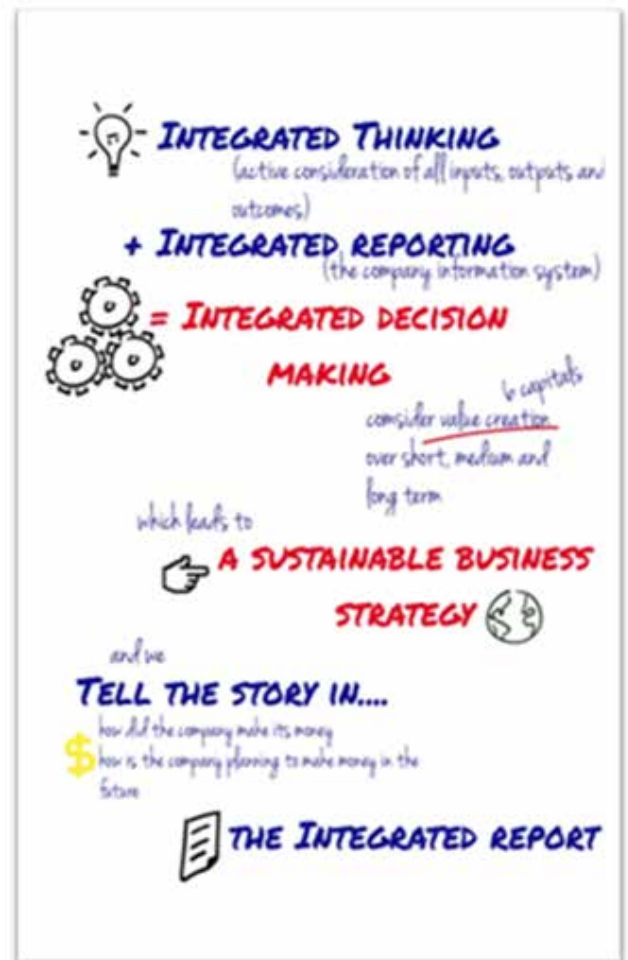 INTEGRATED THINKING
(active consideration of all inputs, outputs and
outcomes)
+ INTEGRATED REPORTING
(the company information system)
= INTEGRATED DECISION
MAKING
6 capitals
consider value creation
over short, medium and
long term
which leads to
A SUSTAINABLE BUSINESS
STRATEGY
and we
TELL THE STORY IN....
how did the company make its money
$ how is the company planning to make money in the
future
THE INTEGRATED REPORT